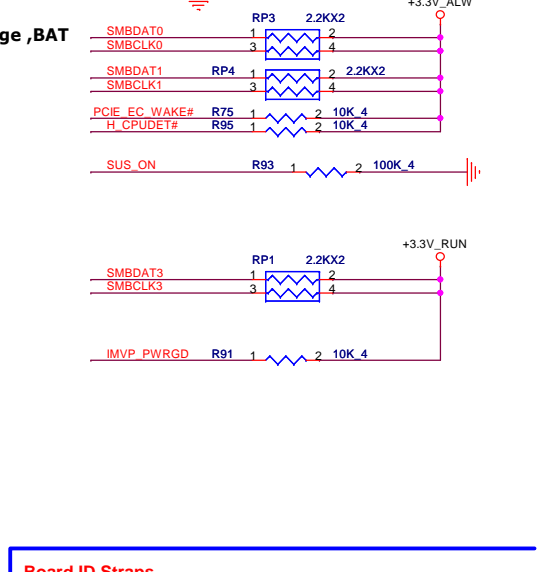 +3.3V_ALW
RP3 2.2KX2
ge ,BAT
SMBDAT0 1 2
SMBCLK0 3 4
SMBDAT1 RP4 1 2 2.2KX2
SMBCLK1 3 4
PCIE_EC_WAKE# R75 1 2 10K_4
H_CPUDET# R95 1 2 10K_4
SUS_ON R93 1 2 100K_4
+3.3V_RUN
RP1 2.2KX2
SMBDAT3 1 2
SMBCLK3 3 4
IMVP_PWRGD R91 1 2 10K_4
Board ID Straps